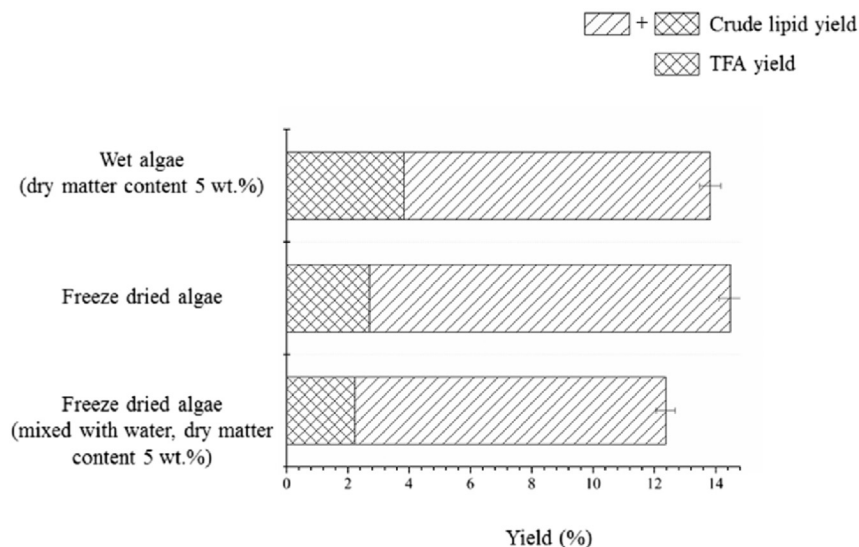 + Crude lipid yield
TFA yield
Wet algae
(dry matter content 5 wt.%)
Freeze dried algae
Freeze dried algae
(mixed with water, dry matter
content 5 wt.%)
0 2 4 6 8 10 12 14
Yield (%)